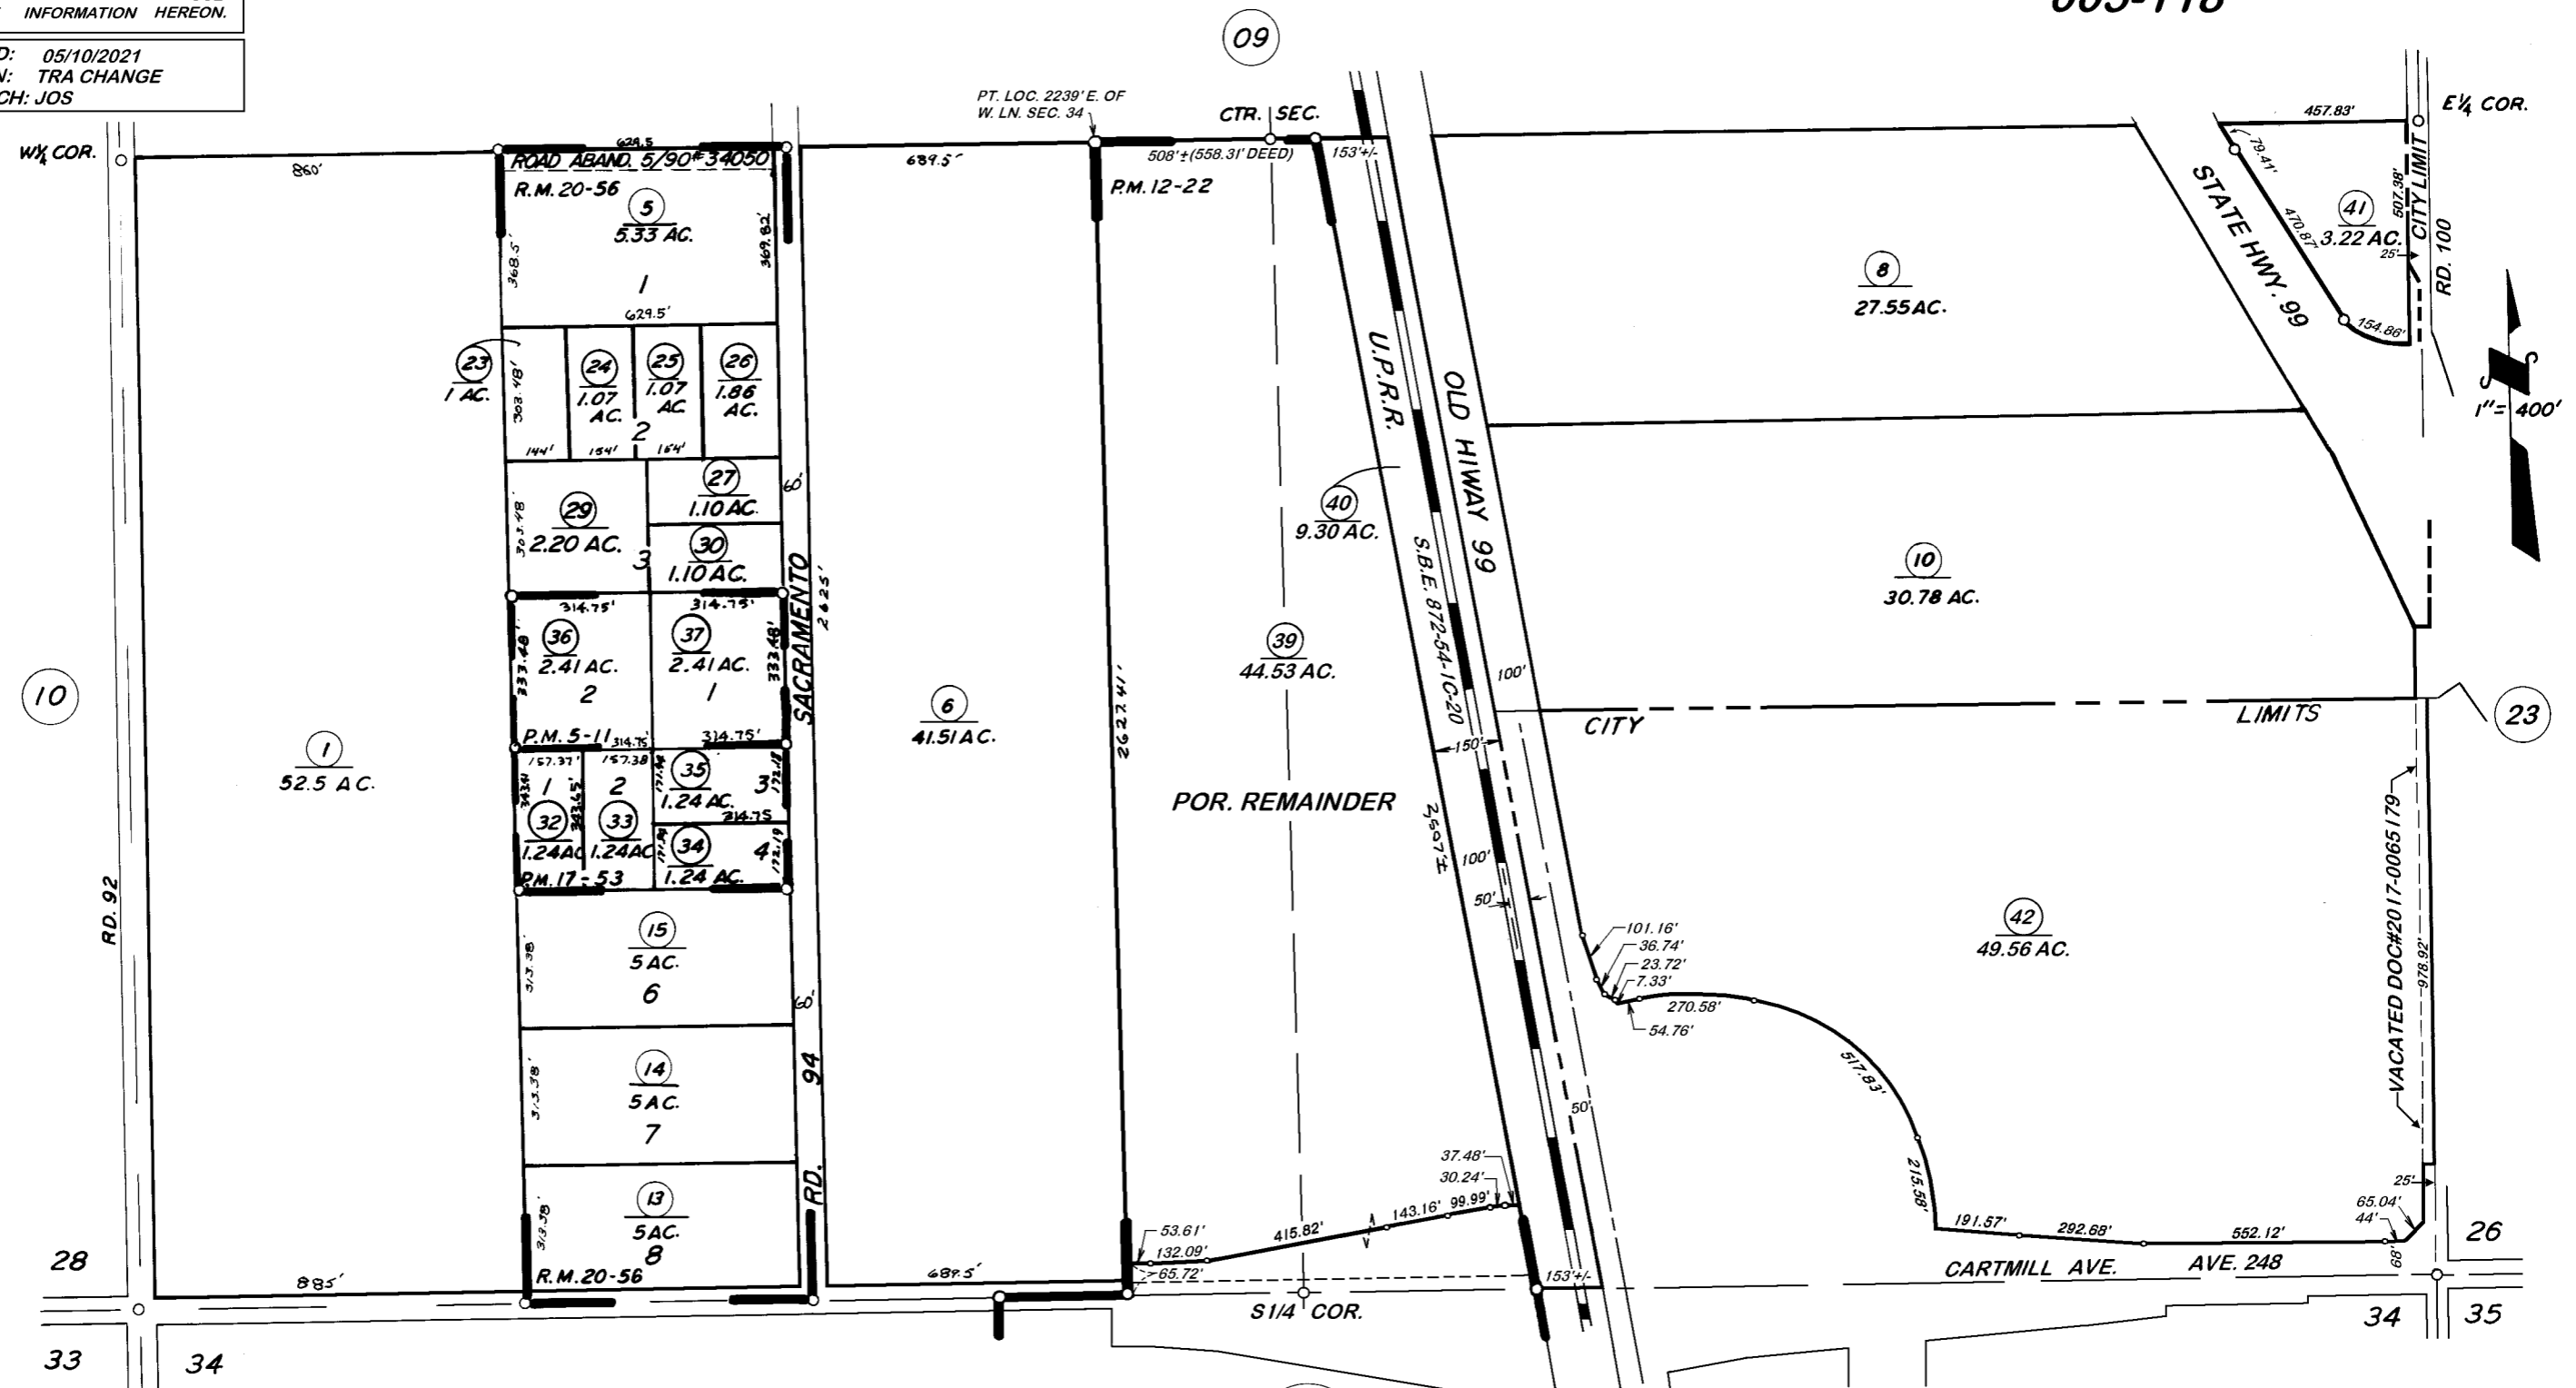 INFORMATION HEREON.
D: 05/10/2021
N: TRA CHANGE
CH: JOS
09
W¼ COR.
860'
629.5
ROAD ABAND. 5/90 #34050
R.M. 20-56
5
5.33 AC.
368.5'
369.82'
1
629.5'
689.5'
PT. LOC. 2239' E. OF
W. LN. SEC. 34
CTR. SEC.
508'±(558.31' DEED)
153'+/-
P.M. 12-22
457.83'
E¼ COR.
79.41'
470.87'
507.38'
41
3.22 AC.
25'
154.86'
CITY LIMIT
RD. 100
STATE HWY. 99
1"= 400'
8
27.55 AC.
23
1 AC.
303.48'
24
1.07
AC.
25
1.07
AC.
26
1.86
AC.
2
144'
154'
154'
27
1.10 AC.
60'
29
2.20 AC.
303.48'
3
30
1.10 AC.
314.75'
314.75'
36
2.41 AC.
333.48'
2
37
2.41 AC.
333.48'
1
SACRAMENTO
2625'
P.M. 5-11
314.75'
314.75'
157.37'
157.38
1
2
343.65'
32
1.24 AC
33
1.24 AC
35
1.24 AC.
3
172.18
314.75
34
1.24 AC.
4
172.19
P.M. 17-53
15
5 AC.
6
313.38'
60'
14
5 AC.
7
313.38'
94
13
5 AC.
8
313.38'
RD.
R.M. 20-56
10
1
52.5 AC.
RD. 92
885'
6
41.51 AC.
2627.41'
689.5'
U.P.R.R.
OLD HIWAY 99
40
9.30 AC.
S.B.E. 872-54-1C-20
39
44.53 AC.
POR. REMAINDER
100'
150'
2,597'±
100'
50'
50'
10
30.78 AC.
CITY LIMITS
23
VACATED DOC#2017-0065179
978.92'
42
49.56 AC.
101.16'
36.74'
23.72'
7.33'
270.58'
54.76'
517.83'
215.58'
37.48'
30.24'
53.61'
132.09'
65.72'
415.82'
143.16'
99.99'
153'+/-
191.57'
292.68'
552.12'
25'
65.04'
44'
68'
CARTMILL AVE. AVE. 248
S1/4 COR.
28
33
34
26
34
35